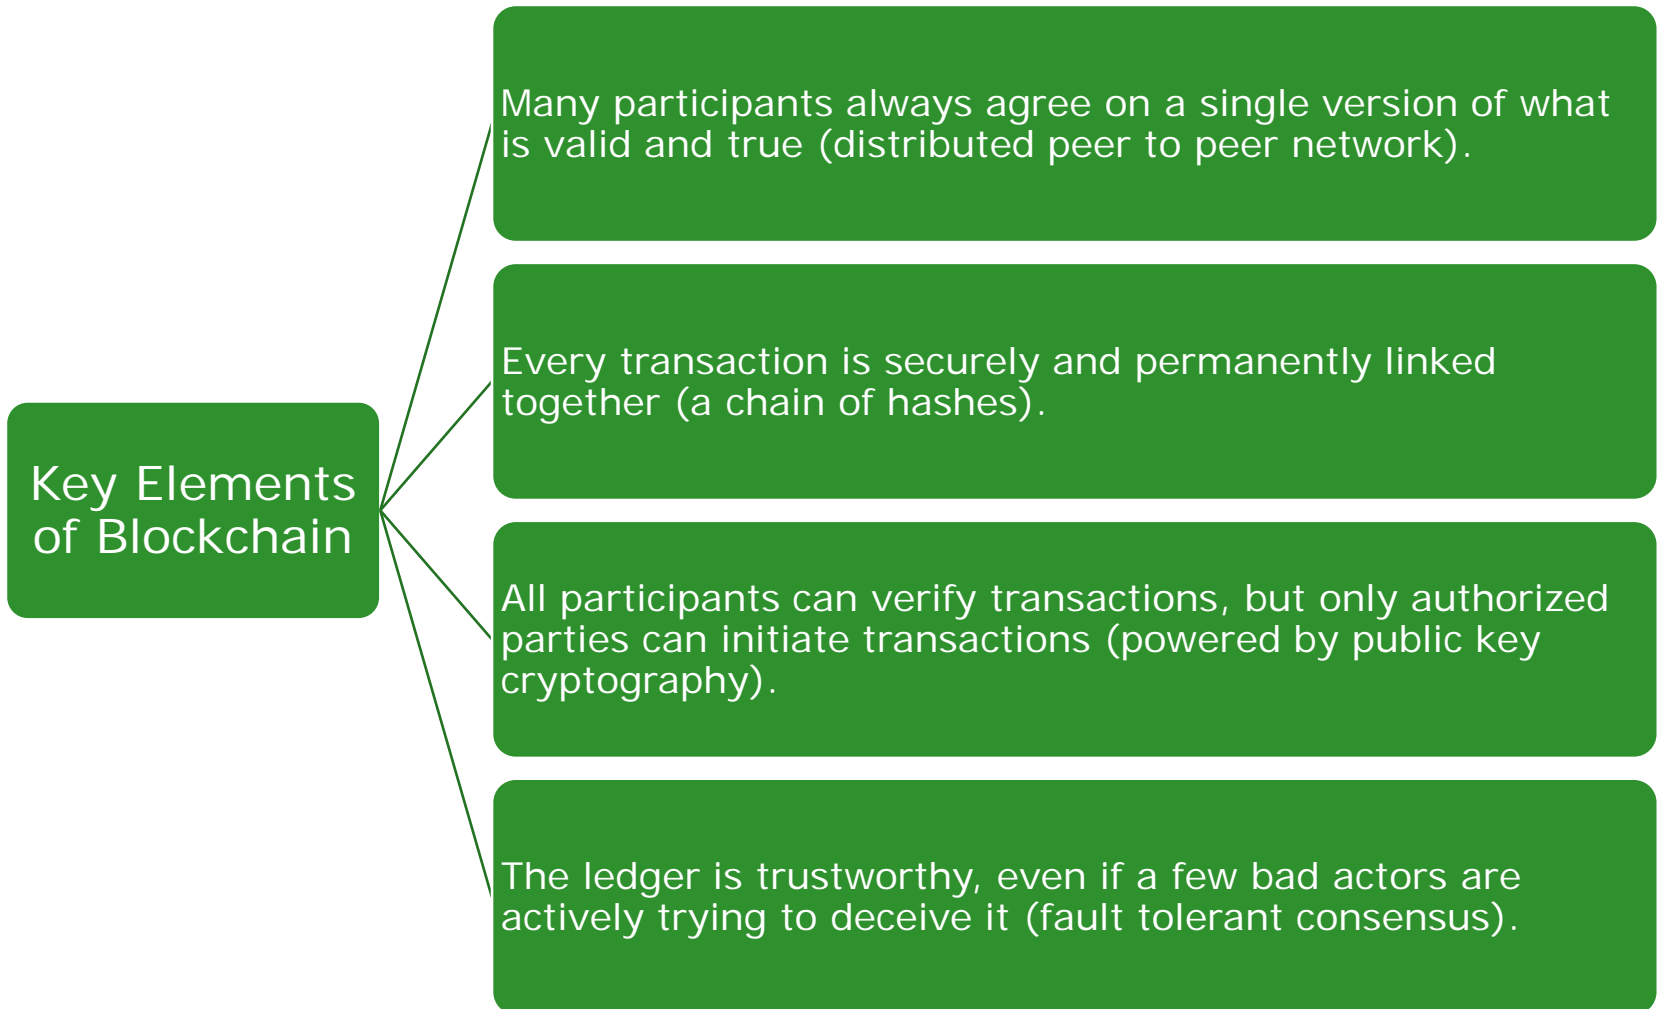 Key Elements
of Blockchain
Many participants always agree on a single version of what
is valid and true (distributed peer to peer network).
Every transaction is securely and permanently linked
together (a chain of hashes).
All participants can verify transactions, but only authorized
parties can initiate transactions (powered by public key
cryptography).
The ledger is trustworthy, even if a few bad actors are
actively trying to deceive it (fault tolerant consensus).